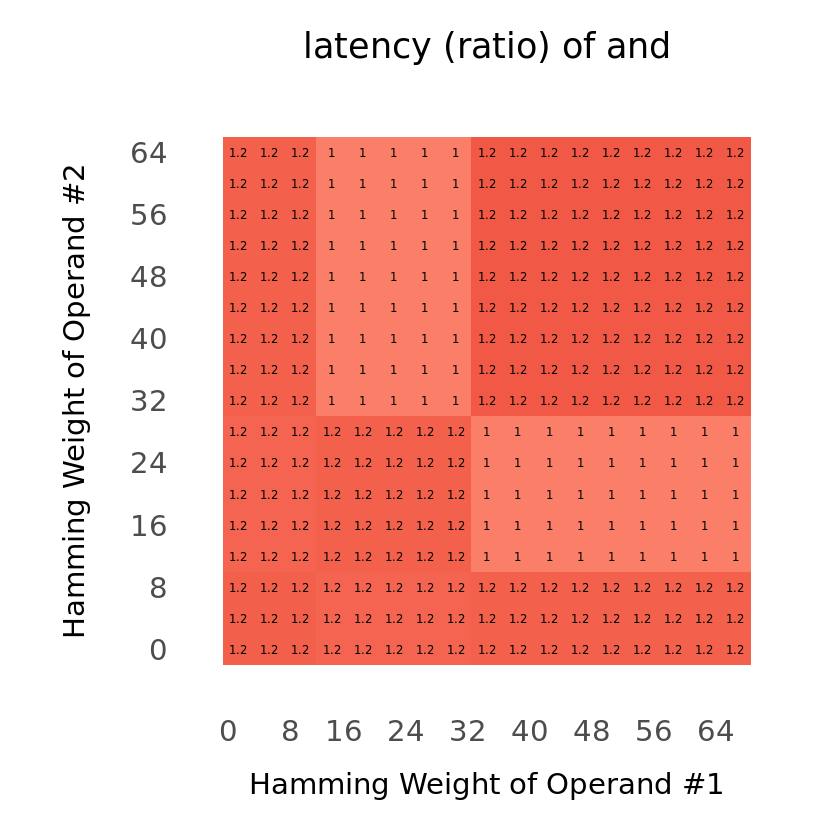 latency (ratio) of and
Hamming Weight of Operand #2
64 1.2 1.2 1.2 1 1 1 1 1 1.2 1.2 1.2 1.2 1.2 1.2 1.2 1.2 1.2
1.2 1.2 1.2 1 1 1 1 1 1.2 1.2 1.2 1.2 1.2 1.2 1.2 1.2 1.2
56 1.2 1.2 1.2 1 1 1 1 1 1.2 1.2 1.2 1.2 1.2 1.2 1.2 1.2 1.2
1.2 1.2 1.2 1 1 1 1 1 1.2 1.2 1.2 1.2 1.2 1.2 1.2 1.2 1.2
48 1.2 1.2 1.2 1 1 1 1 1 1.2 1.2 1.2 1.2 1.2 1.2 1.2 1.2 1.2
1.2 1.2 1.2 1 1 1 1 1 1.2 1.2 1.2 1.2 1.2 1.2 1.2 1.2 1.2
40 1.2 1.2 1.2 1 1 1 1 1 1.2 1.2 1.2 1.2 1.2 1.2 1.2 1.2 1.2
1.2 1.2 1.2 1 1 1 1 1 1.2 1.2 1.2 1.2 1.2 1.2 1.2 1.2 1.2
32 1.2 1.2 1.2 1 1 1 1 1 1.2 1.2 1.2 1.2 1.2 1.2 1.2 1.2 1.2
1.2 1.2 1.2 1.2 1.2 1.2 1.2 1.2 1 1 1 1 1 1 1 1 1
24 1.2 1.2 1.2 1.2 1.2 1.2 1.2 1.2 1 1 1 1 1 1 1 1 1
1.2 1.2 1.2 1.2 1.2 1.2 1.2 1.2 1 1 1 1 1 1 1 1 1
16 1.2 1.2 1.2 1.2 1.2 1.2 1.2 1.2 1 1 1 1 1 1 1 1 1
1.2 1.2 1.2 1.2 1.2 1.2 1.2 1.2 1 1 1 1 1 1 1 1 1
8 1.2 1.2 1.2 1.2 1.2 1.2 1.2 1.2 1.2 1.2 1.2 1.2 1.2 1.2 1.2 1.2 1.2
1.2 1.2 1.2 1.2 1.2 1.2 1.2 1.2 1.2 1.2 1.2 1.2 1.2 1.2 1.2 1.2 1.2
0 1.2 1.2 1.2 1.2 1.2 1.2 1.2 1.2 1.2 1.2 1.2 1.2 1.2 1.2 1.2 1.2 1.2
0 8 16 24 32 40 48 56 64
Hamming Weight of Operand #1